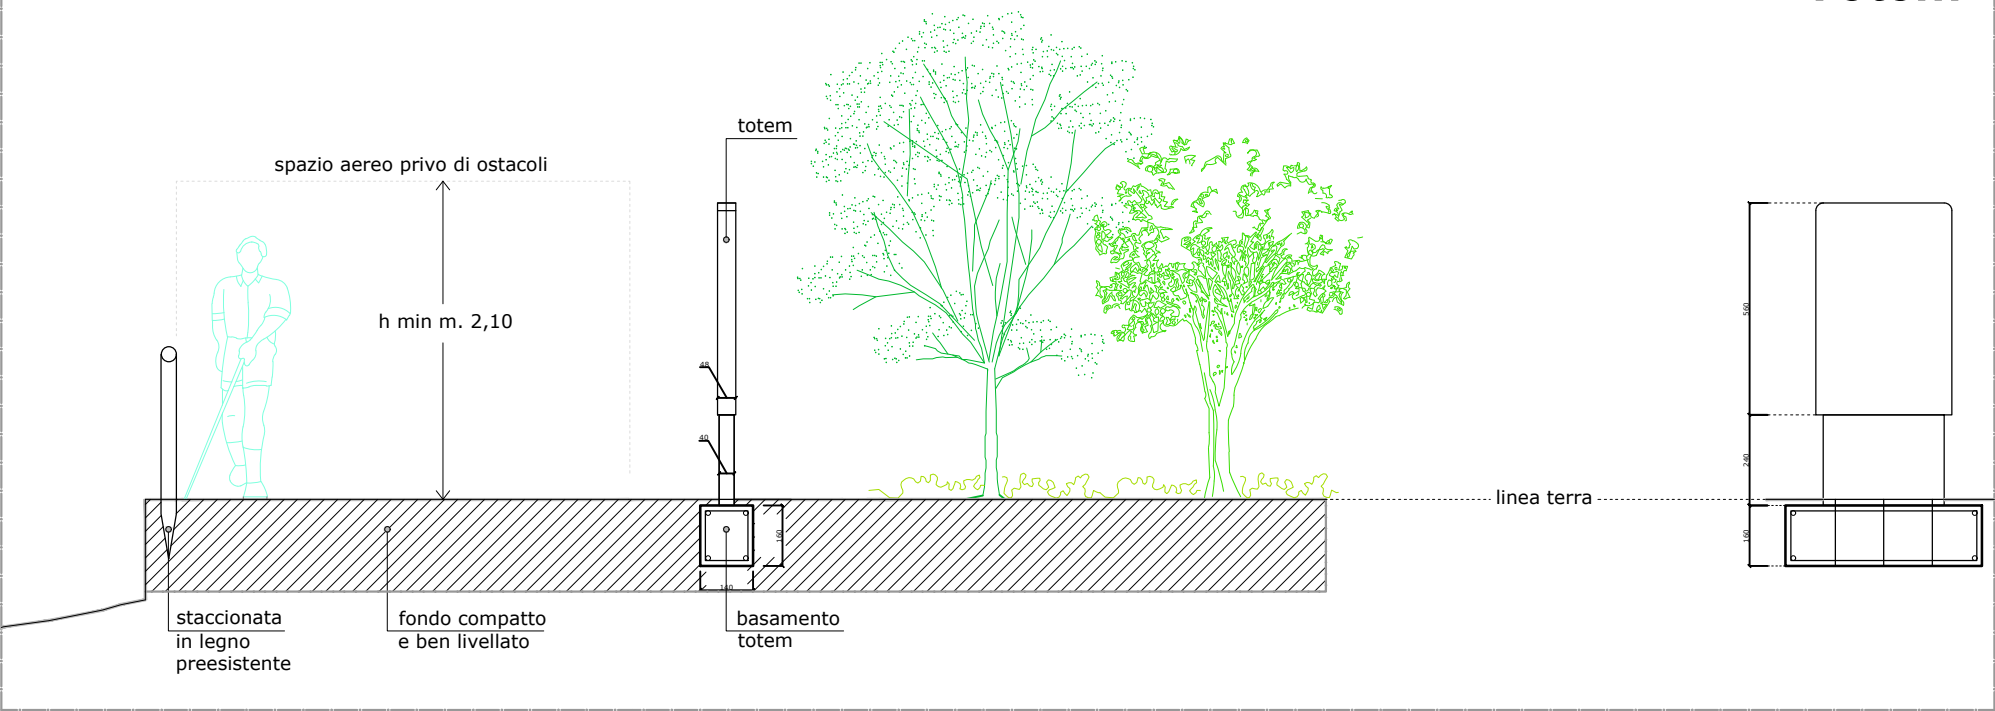 totem
spazio aereo privo di ostacoli
h min m. 2,10
48
40
160
140
560
240
160
linea terra
staccionata
in legno
preesistente
fondo compatto
e ben livellato
basamento
totem